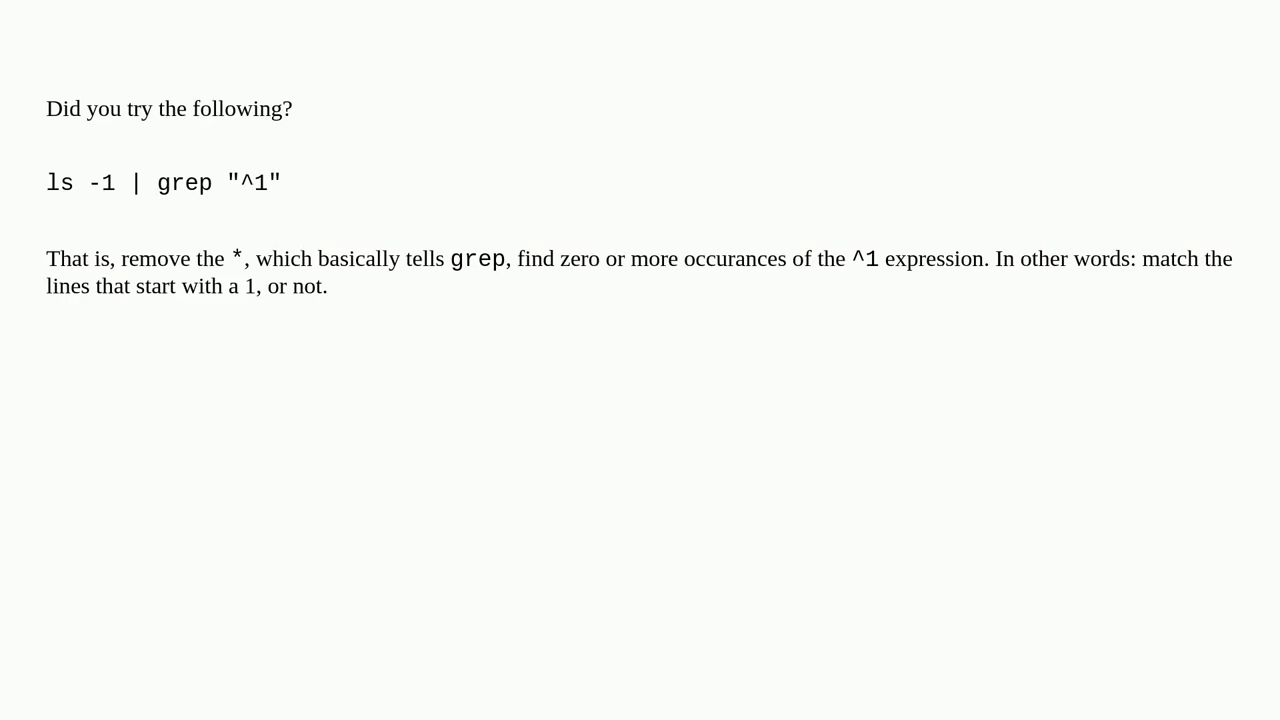 Did you try the following?
ls -1 | grep "^1"
That is, remove the *, which basically tells grep, find zero or more occurances of the ^1 expression. In other words: match the
lines that start with a 1, or not.